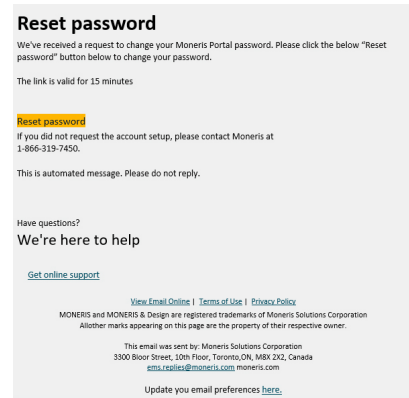 Reset password
We've received a request to change your Moneris Portal password. Please click the below “Reset
password” button below to change your password.
The link is valid for 15 minutes
Reset password
If you did not request the account setup, please contact Moneris at
1-866-319-7450.
This is automated message. Please do not reply.
Have questions?
We're here to help
Get online support
View Email Online | Terms of Use | Privacy Policy
MONERIS and MONERIS & Design are registered trademarks of Moneris Solutions Corporation
Allother marks appearing on this page are the property of their respective owner.
This email was sent by: Moneris Solutions Corporation
3300 Bloor Street, 10th Floor, Toronto,ON, M8X 2X2, Canada
ems.replies@moneris.com moneris.com
Update you email preferences here.